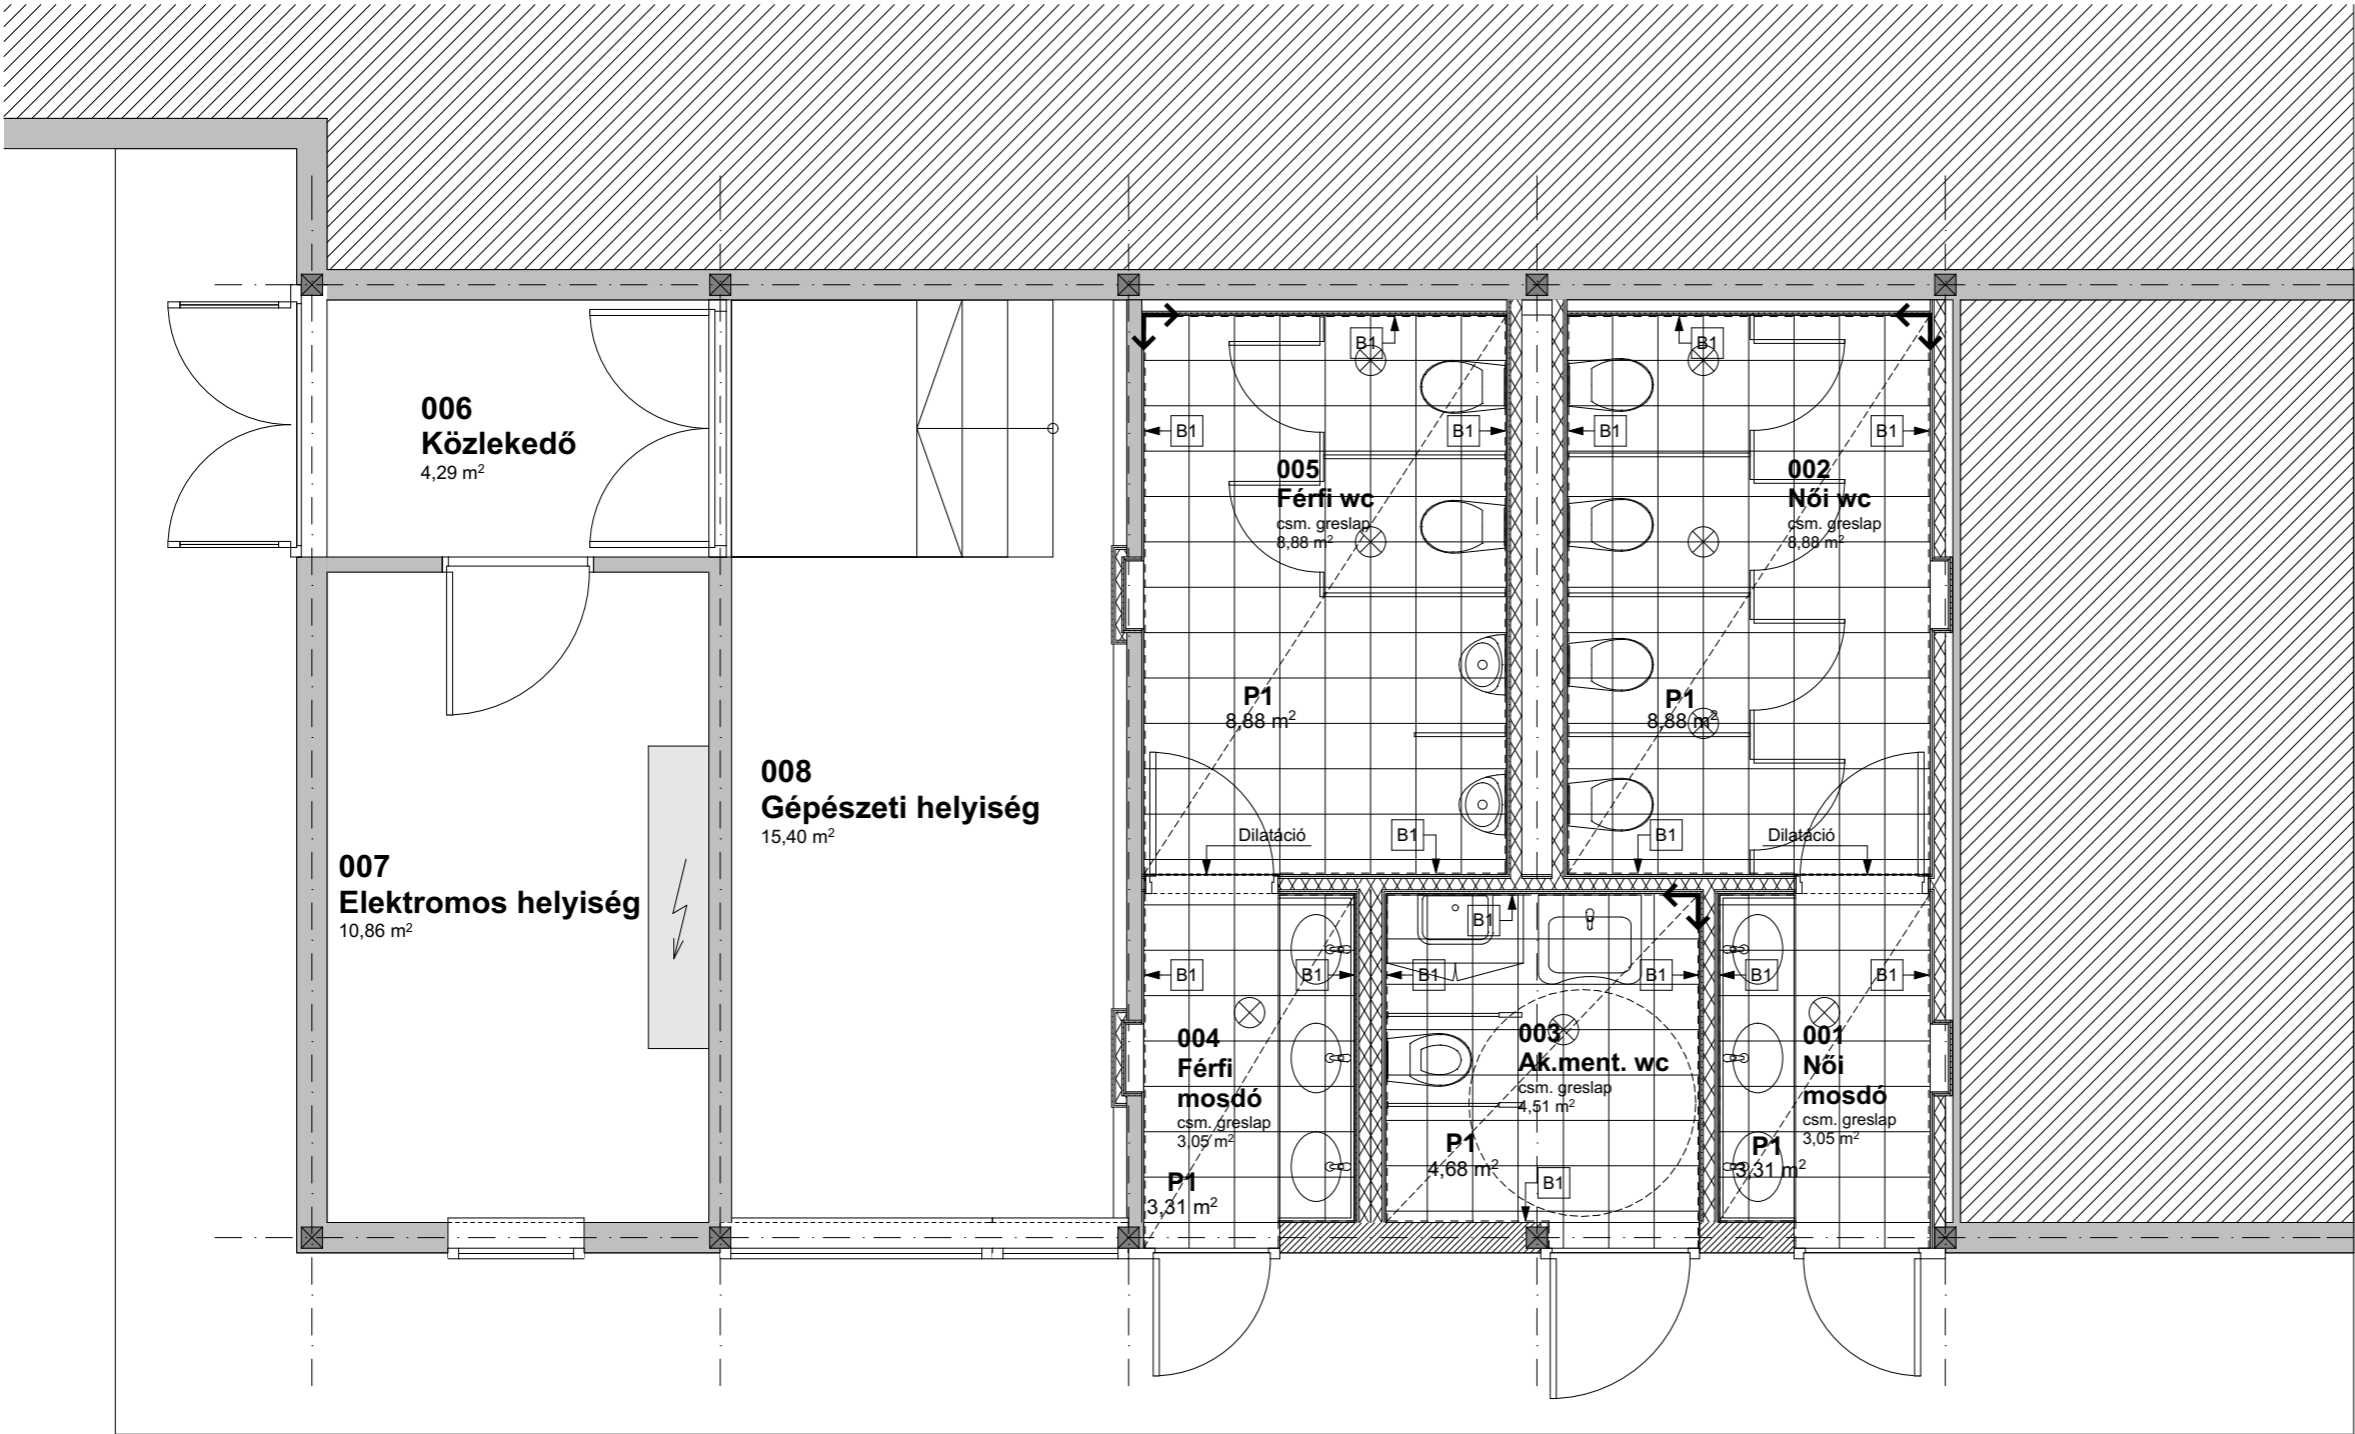 006
Közlekedő
4,29 m²
007
Elektromos helyiség
10,86 m²
008
Gépészeti helyiség
15,40 m²
B1
B1
B1
005
Férfi wc
csm. greslap
8,88 m²
P1
8,88 m²
Dilatáció
B1
B1
B1
B1
002
Női wc
csm. greslap
8,88 m²
P1
8,88 m²
B1
Dilatáció
B1
B1
004
Férfi
mosdó
csm. greslap
3,05 m²
P1
3,31 m²
B1
B1
B1
003
Ak.ment. wc
csm. greslap
4,51 m²
P1
4,68 m²
B1
B1
B1
001
Női
mosdó
csm. greslap
3,05 m²
P1
3,31 m²